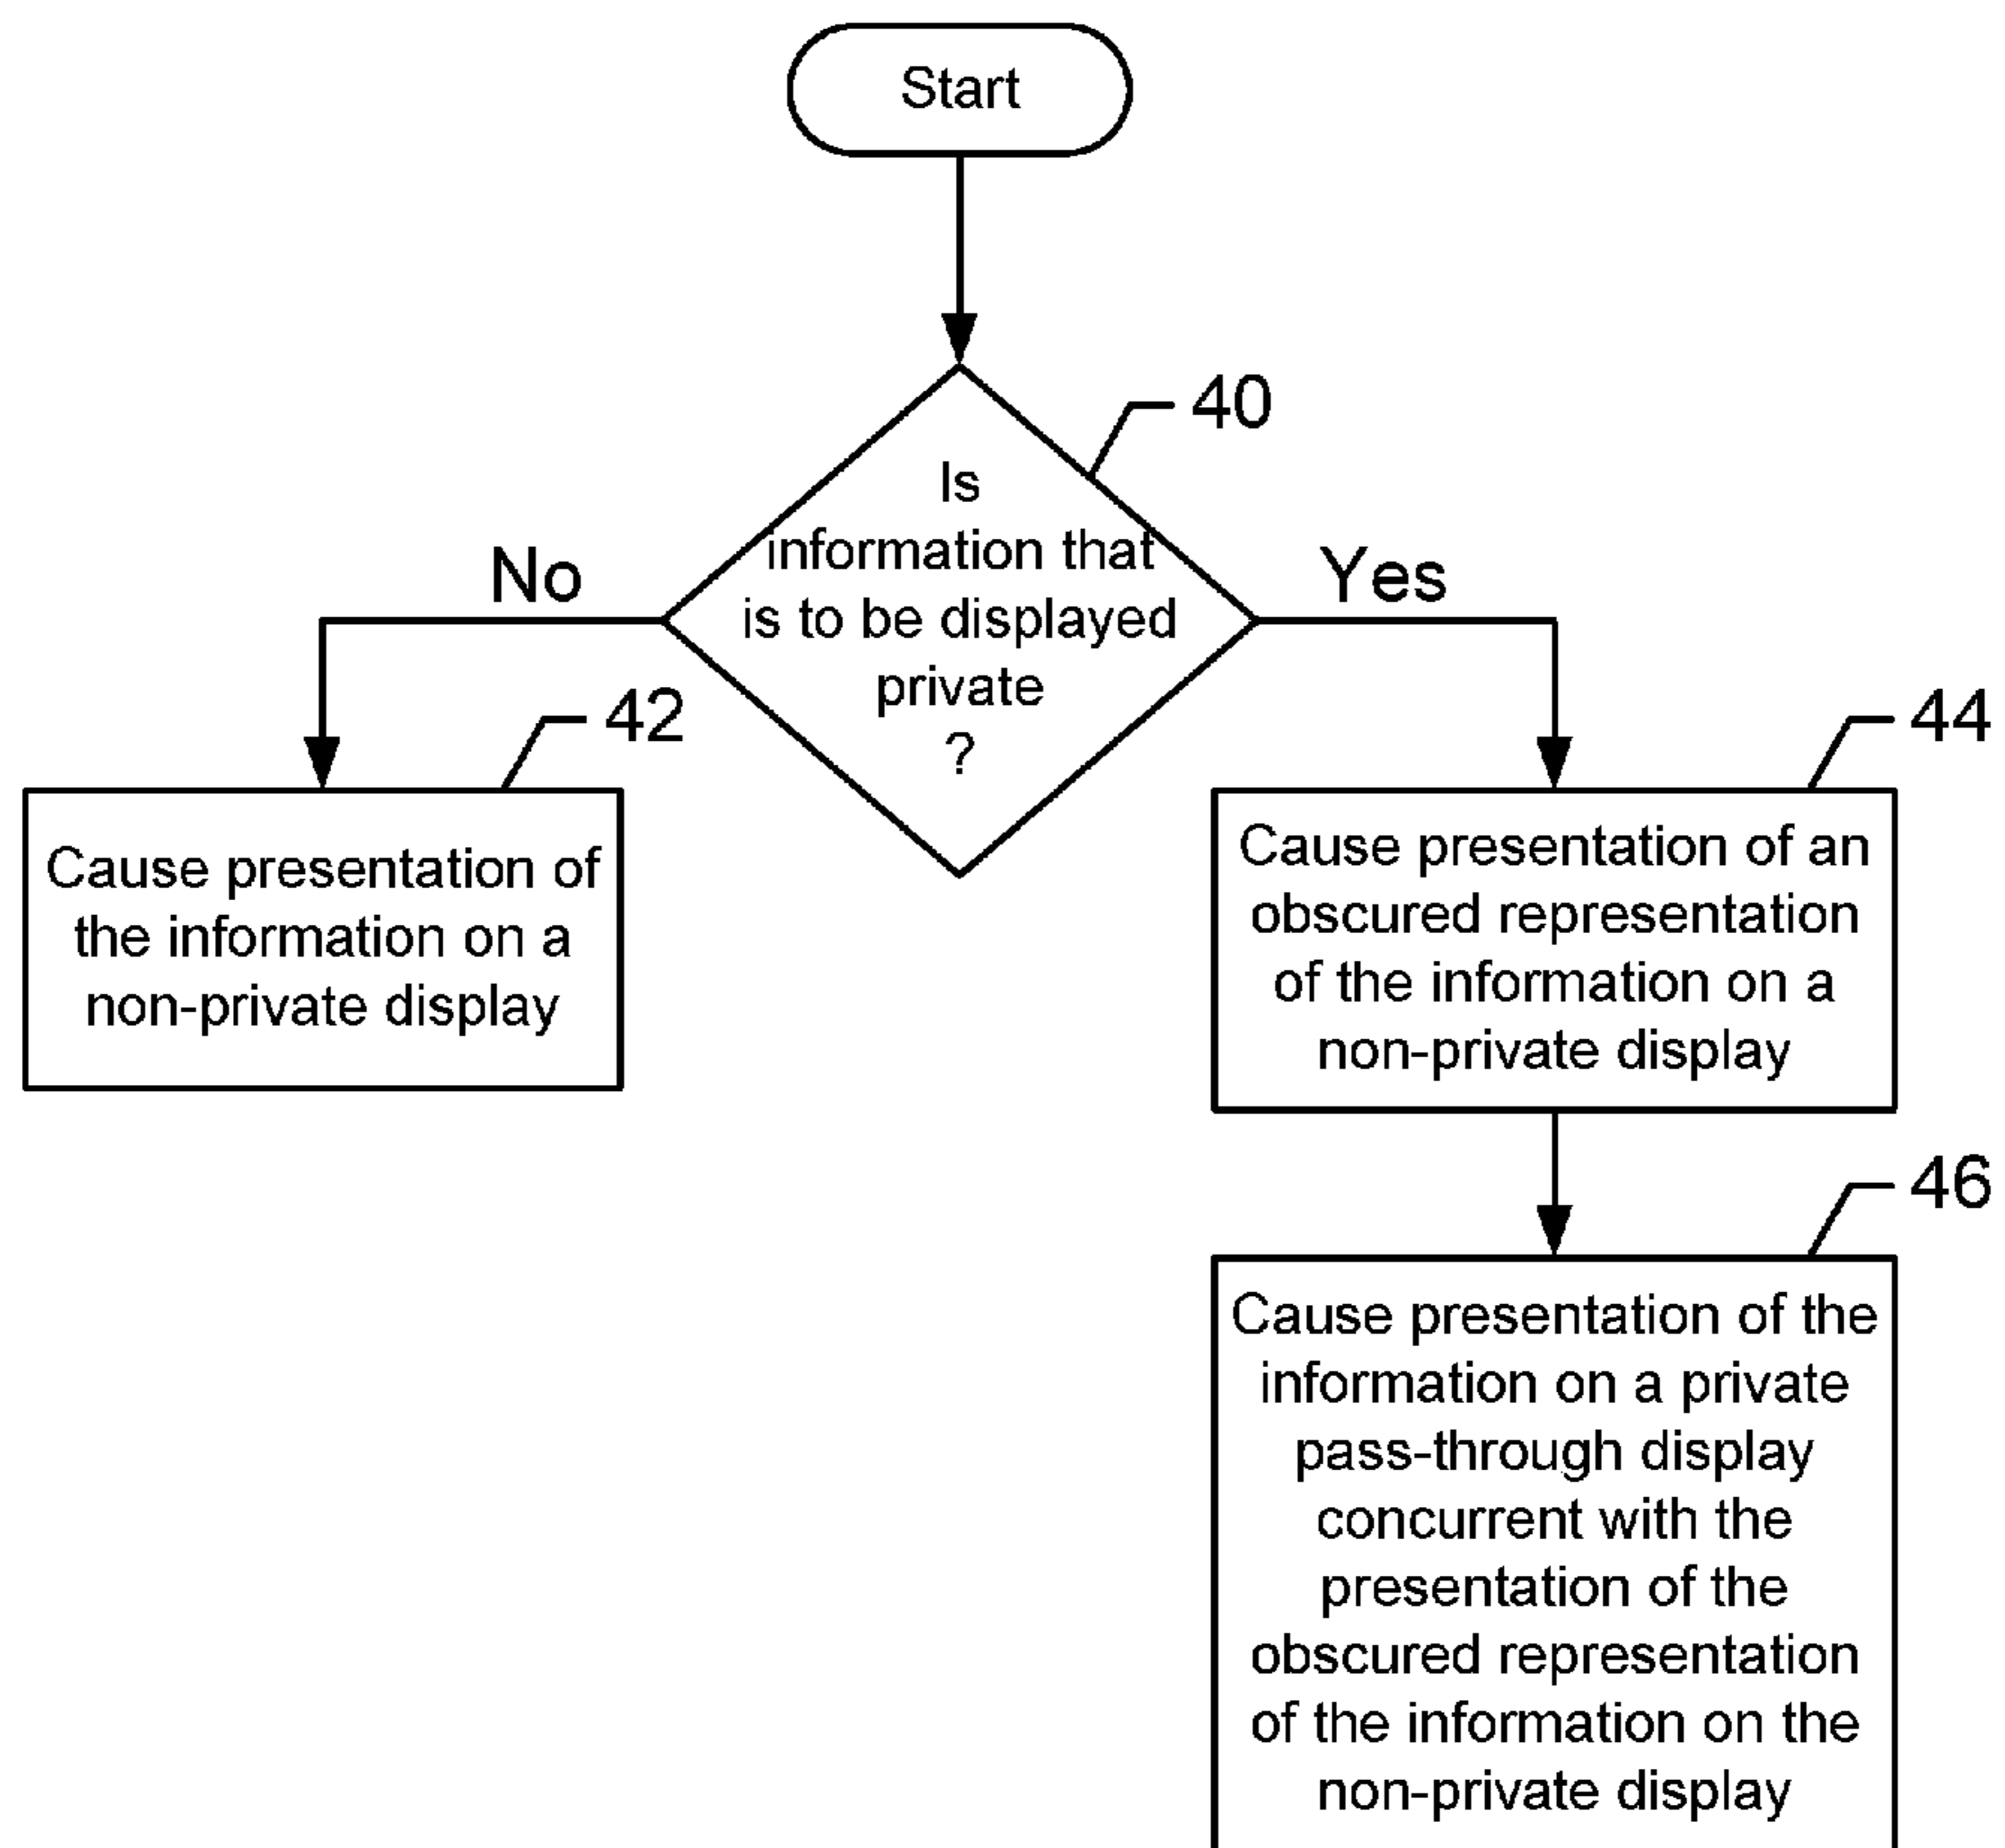 Start
40
Is
information that
is to be displayed
private
?
No
Yes
42
Cause presentation of
the information on a
non-private display
44
Cause presentation of an
obscured representation
of the information on a
non-private display
46
Cause presentation of the
information on a private
pass-through display
concurrent with the
presentation of the
obscured representation
of the information on the
non-private display